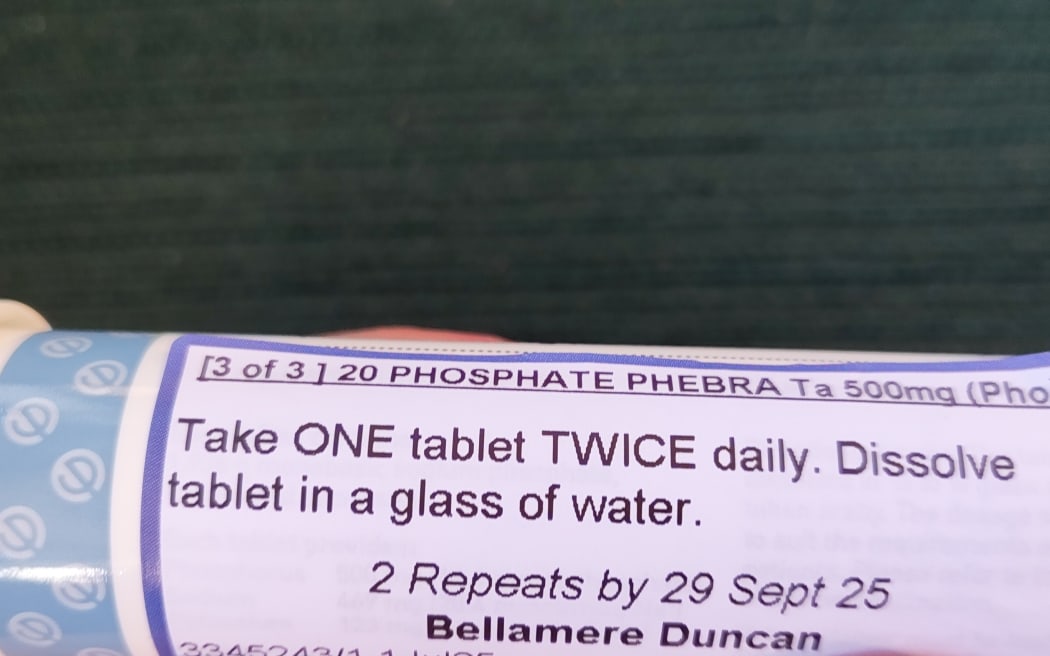 [3 of 3 ] 20 PHOSPHATE PHEBRA Ta 500mg (Pho
Take ONE tablet TWICE daily. Dissolve
tablet in a glass of water.
2 Repeats by 29 Sept 25
Bellamere Duncan